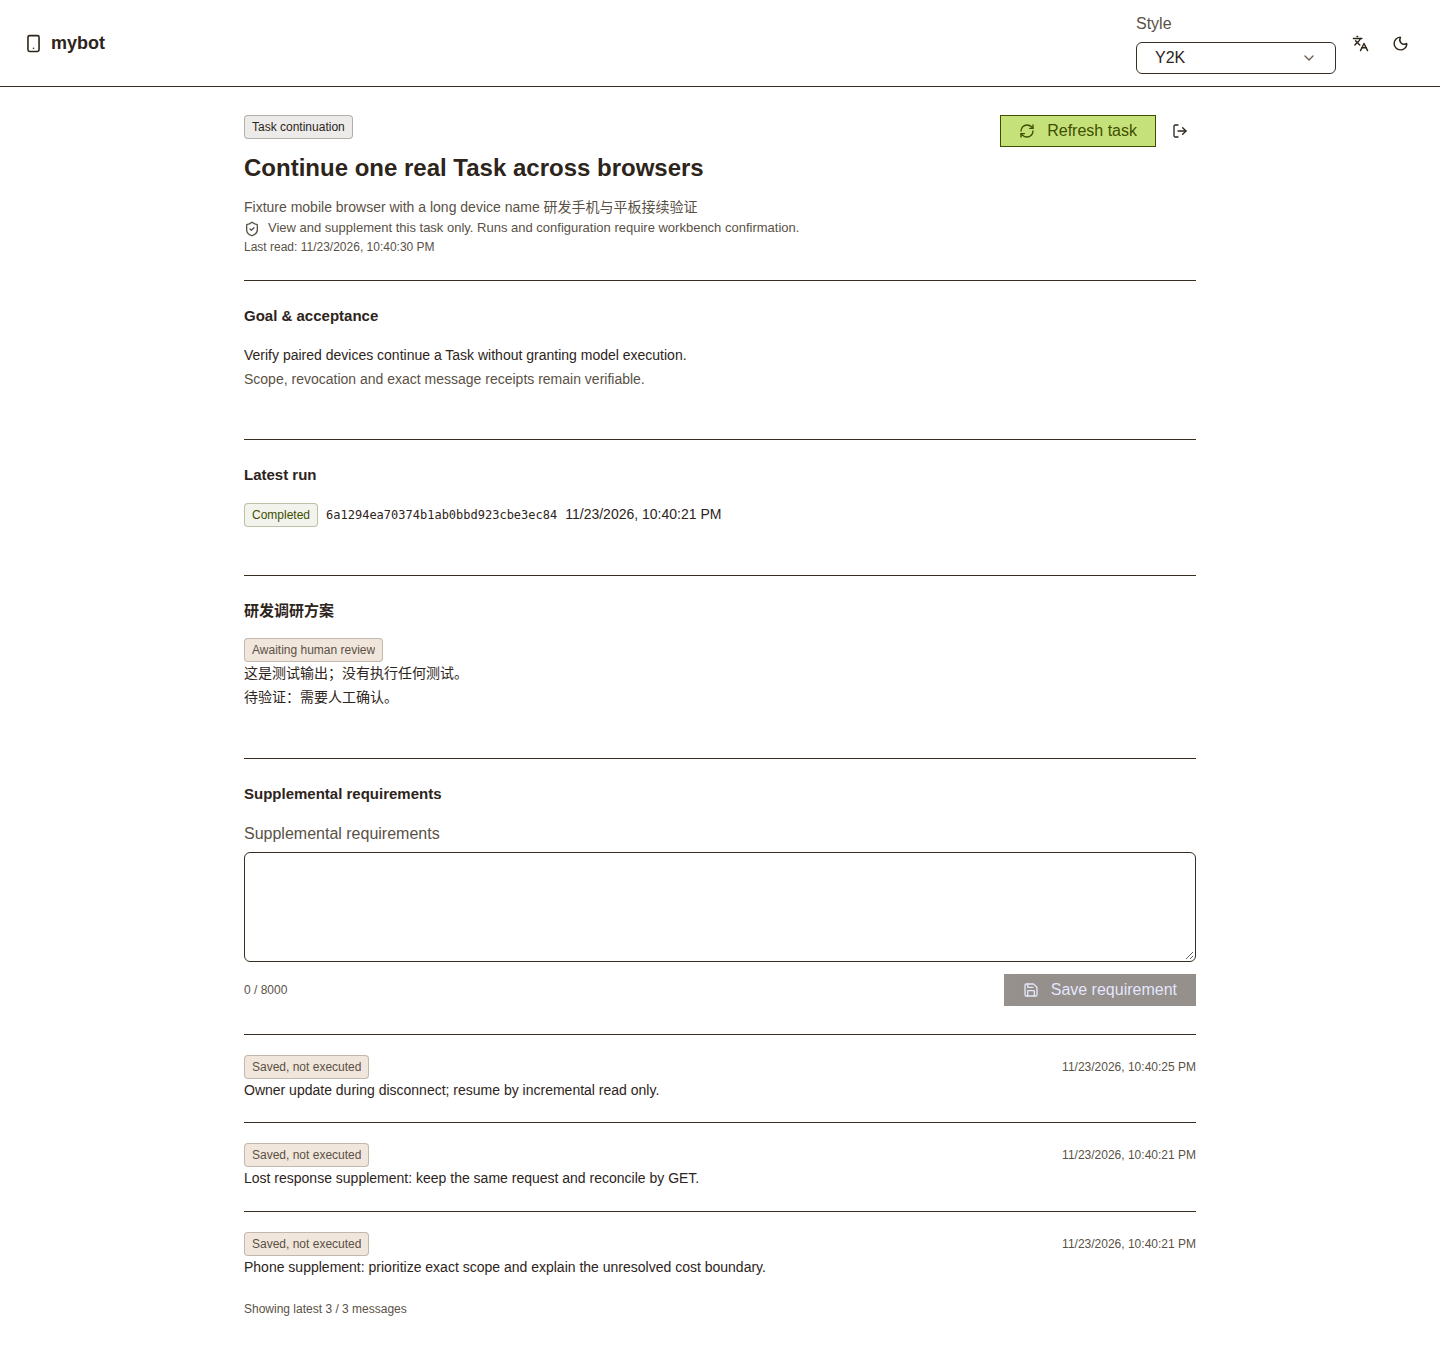 mybot
Style
Y2K
Task continuation
Refresh task
Continue one real Task across browsers
Fixture mobile browser with a long device name 研发手机与平板接续验证
View and supplement this task only. Runs and configuration require workbench confirmation.
Last read: 11/23/2026, 10:40:30 PM
Goal & acceptance
Verify paired devices continue a Task without granting model execution.
Scope, revocation and exact message receipts remain verifiable.
Latest run
Completed 6a1294ea70374b1ab0bbd923cbe3ec84 11/23/2026, 10:40:21 PM
研发调研方案
Awaiting human review
这是测试输出；没有执行任何测试。
待验证：需要人工确认。
Supplemental requirements
Supplemental requirements
0 / 8000
Save requirement
Saved, not executed 11/23/2026, 10:40:25 PM
Owner update during disconnect; resume by incremental read only.
Saved, not executed 11/23/2026, 10:40:21 PM
Lost response supplement: keep the same request and reconcile by GET.
Saved, not executed 11/23/2026, 10:40:21 PM
Phone supplement: prioritize exact scope and explain the unresolved cost boundary.
Showing latest 3 / 3 messages